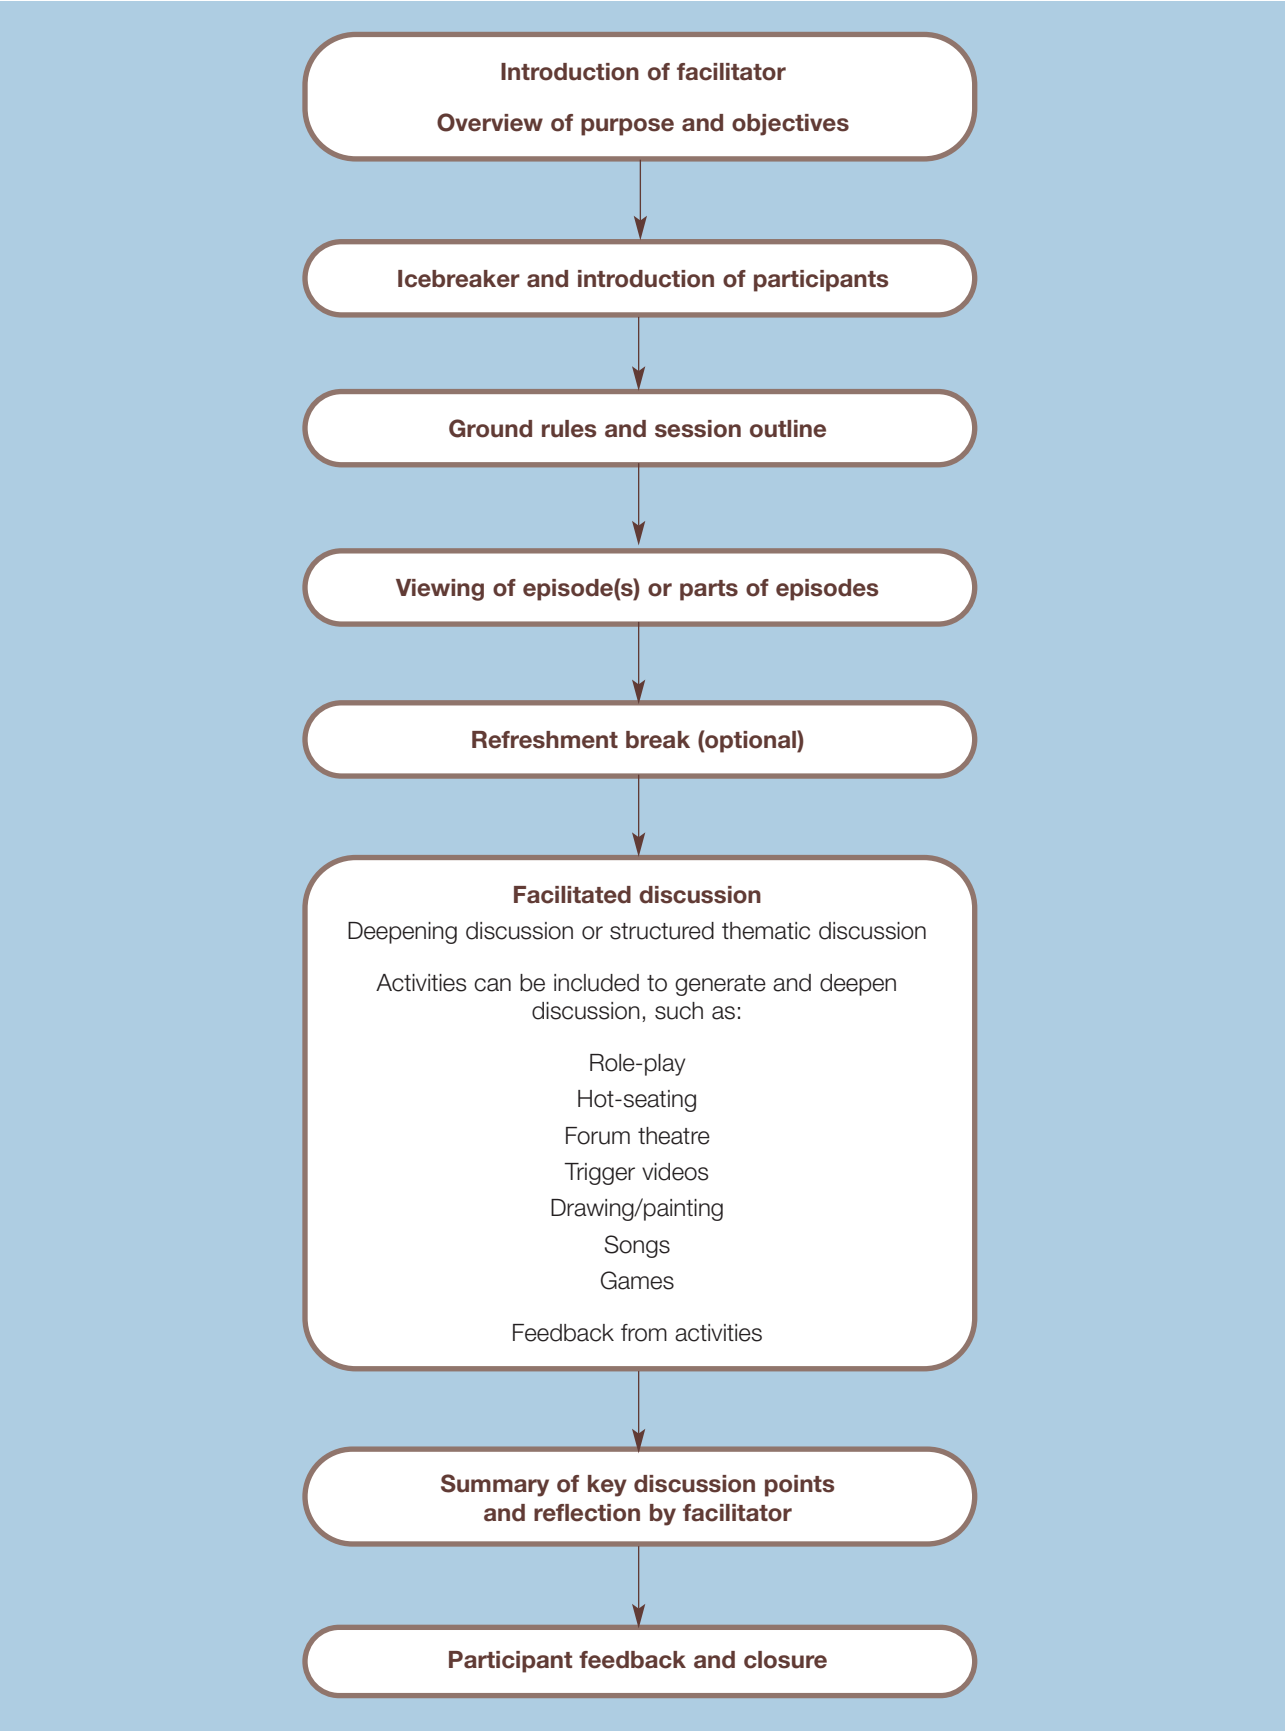 Introduction of facilitator
Overview of purpose and objectives
Icebreaker and introduction of participants
Ground rules and session outline
Viewing of episode(s) or parts of episodes
Refreshment break (optional)
Facilitated discussion
Deepening discussion or structured thematic discussion
Activities can be included to generate and deepen
discussion, such as:
Role-play
Hot-seating
Forum theatre
Trigger videos
Drawing/painting
Songs
Games
Feedback from activities
Summary of key discussion points
and reflection by facilitator
Participant feedback and closure